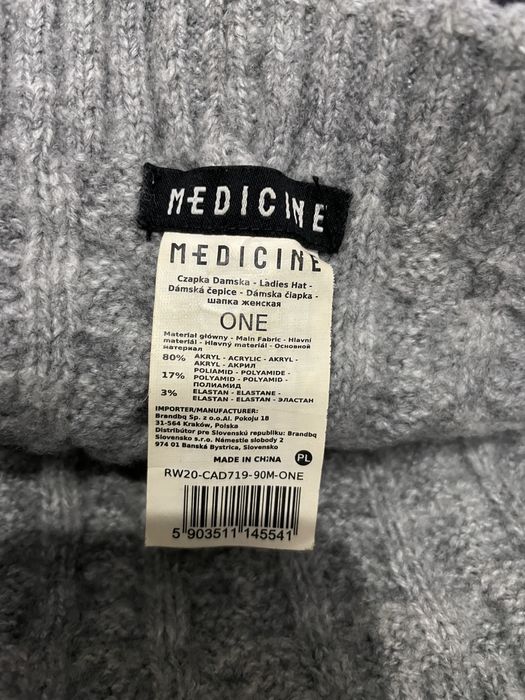 MEDICINE
MEDICINE
Czapka Damska - Ladies Hat -
Dámská čepice - Dámska čiapka -
шапка женская
ONE
Materiał główny - Main Fabric - Hlavní
materiál - Hlavný materiál - Основной
материал
80% AKRYL - ACRYLIC - AKRYL -
AKRYL - АКРИЛ
17% POLIAMID - POLYAMIDE -
POLYAMID - POLYAMID -
ПОЛИАМИД
3% ELASTAN - ELASTANE -
ELASTAN - ELASTAN - ЭЛАСТАН
IMPORTER/MANUFACTURER:
Brandbq Sp. z o.o.Al. Pokoju 18
31-564 Kraków, Polska
Distribútor pre Slovenskú republiku: Brandbq
Slovensko s.r.o. Námestie slobody 2
974 01 Banská Bystrica, Slovensko
MADE IN CHINA PL
RW20-CAD719-90M-ONE
5 903511 145541